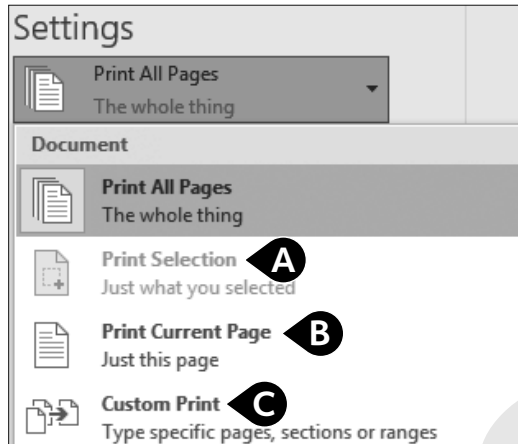 Settings
Print All Pages
The whole thing
Document
Print All Pages
The whole thing
Print Selection A
Just what you selected
Print Current Page B
Just this page
Custom Print C
Type specific pages, sections or ranges